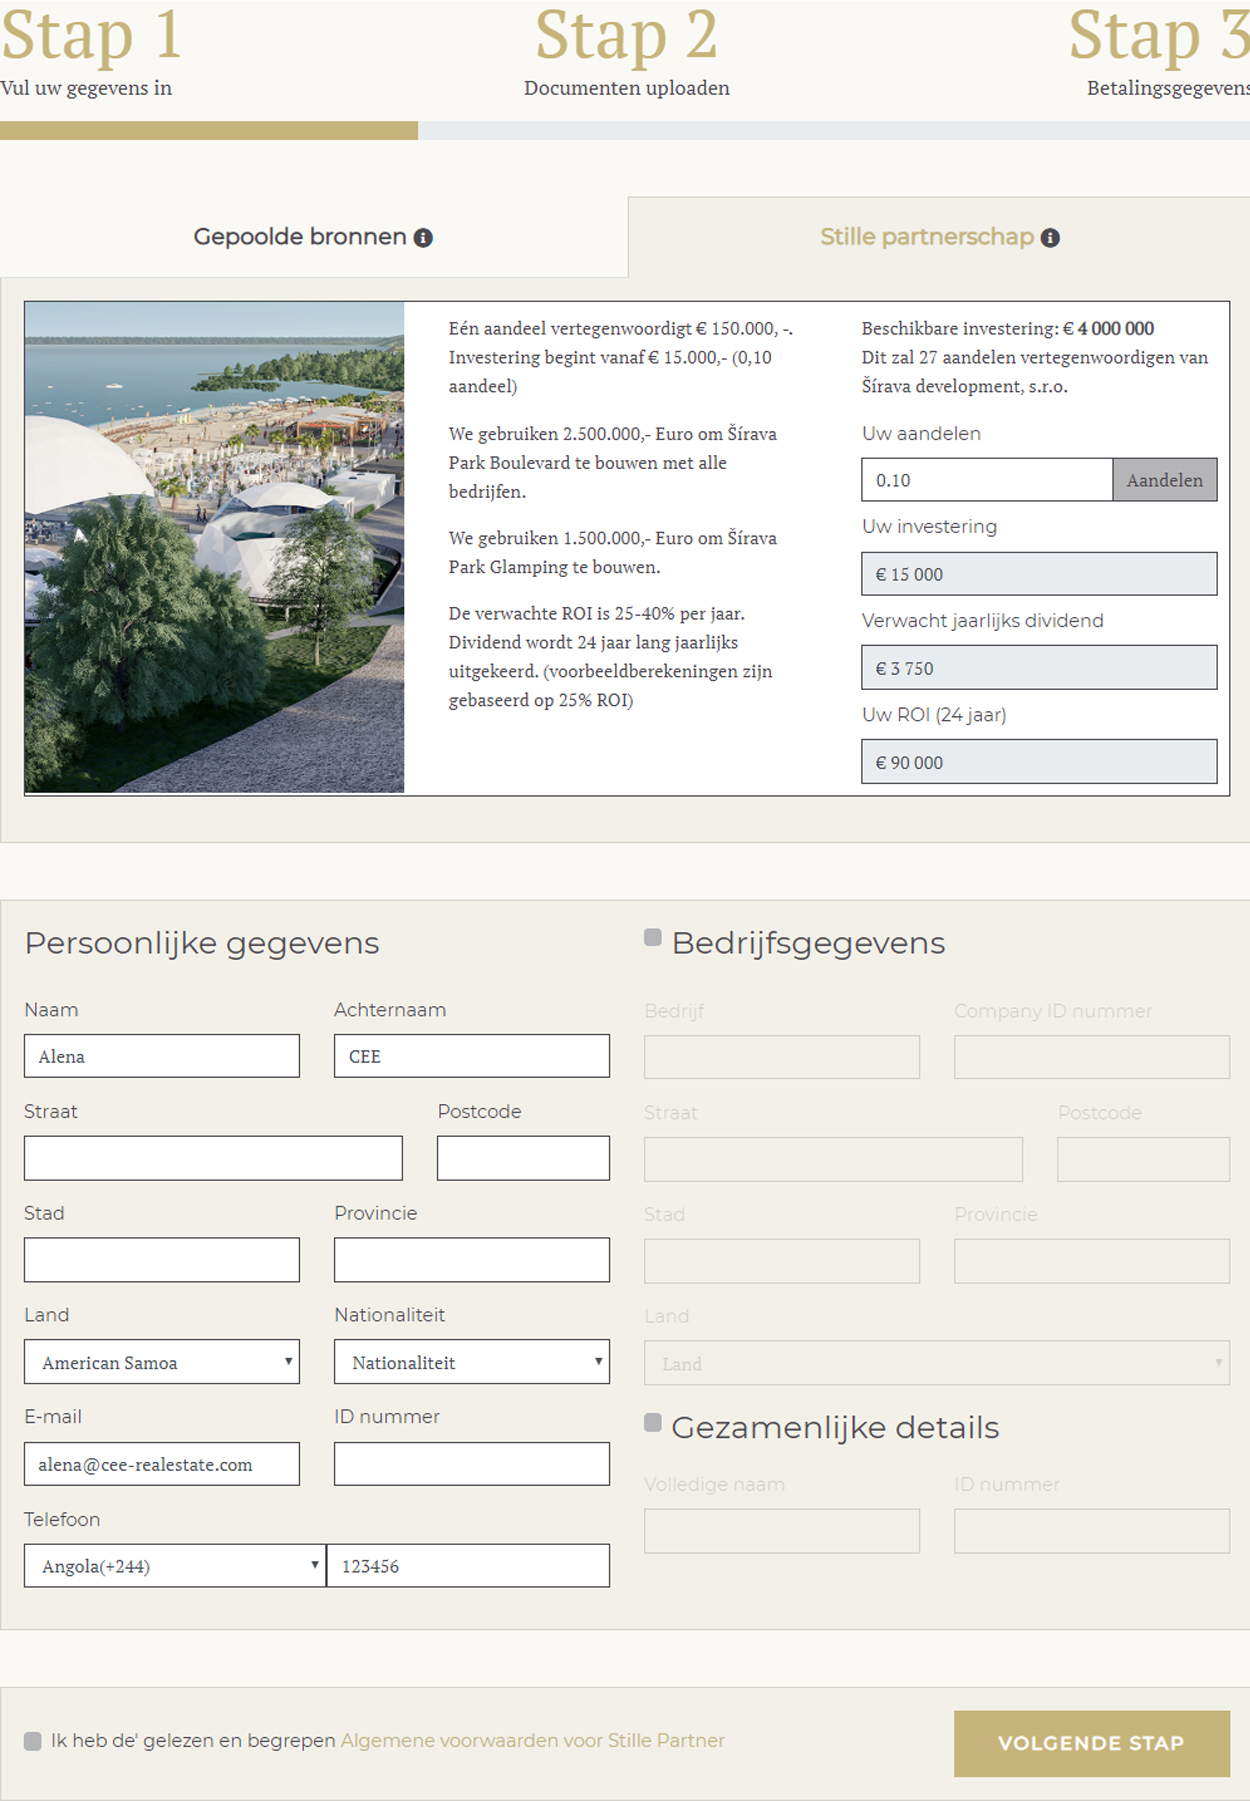 Stap 1
Vul uw gegevens in
Stap 2
Documenten uploaden
Stap 3
Betalingsgegevens
Gepoolde bronnen
Stille partnerschap
Eén aandeel vertegenwoordigt € 150.000, -.
Investering begint vanaf € 15.000,- (0,10
aandeel)
We gebruiken 2.500.000,- Euro om Šírava
Park Boulevard te bouwen met alle
bedrijfen.
We gebruiken 1.500.000,- Euro om Šírava
Park Glamping te bouwen.
De verwachte ROI is 25-40% per jaar.
Dividend wordt 24 jaar lang jaarlijks
uitgekeerd. (voorbeeldberekeningen zijn
gebaseerd op 25% ROI)
Beschikbare investering: € 4 000 000
Dit zal 27 aandelen vertegenwoordigen van
Šírava development, s.r.o.
Uw aandelen
0.10
Aandelen
Uw investering
€ 15 000
Verwacht jaarlijks dividend
€ 3 750
Uw ROI (24 jaar)
€ 90 000
Persoonlijke gegevens
Naam
Achternaam
Alena
CEE
Straat
Postcode
Stad
Provincie
Land
Nationaliteit
American Samoa
Nationaliteit
E-mail
ID nummer
alena@cee-realestate.com
Telefoon
Angola(+244)
123456
Bedrijfsgegevens
Bedrijf
Company ID nummer
Straat
Postcode
Stad
Provincie
Land
Land
Gezamenlijke details
Volledige naam
ID nummer
Ik heb de' gelezen en begrepen Algemene voorwaarden voor Stille Partner
VOLGENDE STAP